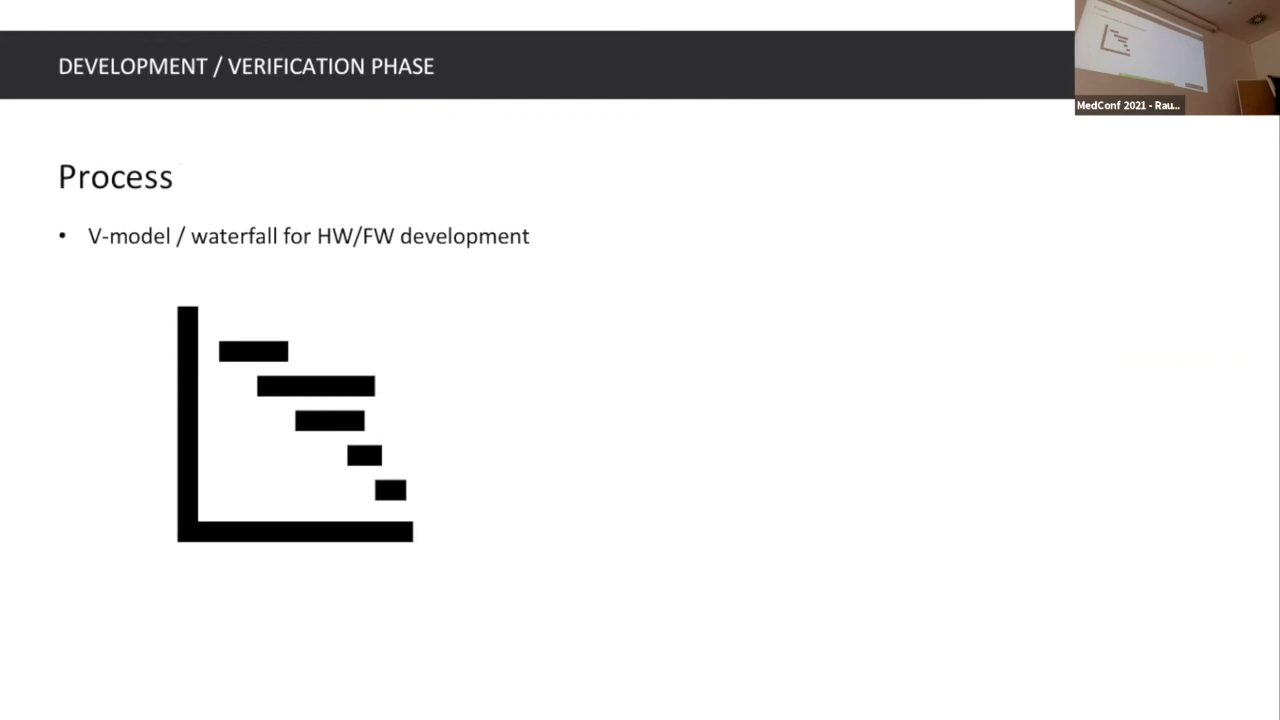 DEVELOPMENT / VERIFICATION PHASE
MedConf 2021 - Rau...
Process
• V-model / waterfall for HW/FW development